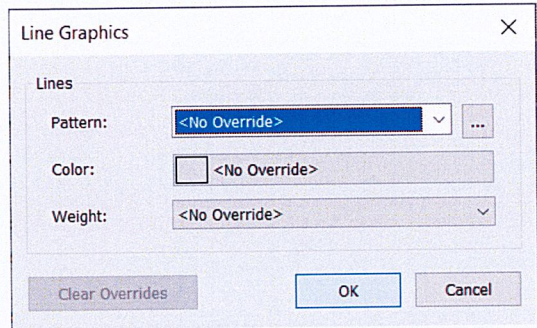 Line Graphics
Lines
Pattern: <No Override> ...
Color: <No Override>
Weight: <No Override>
Clear Overrides OK Cancel